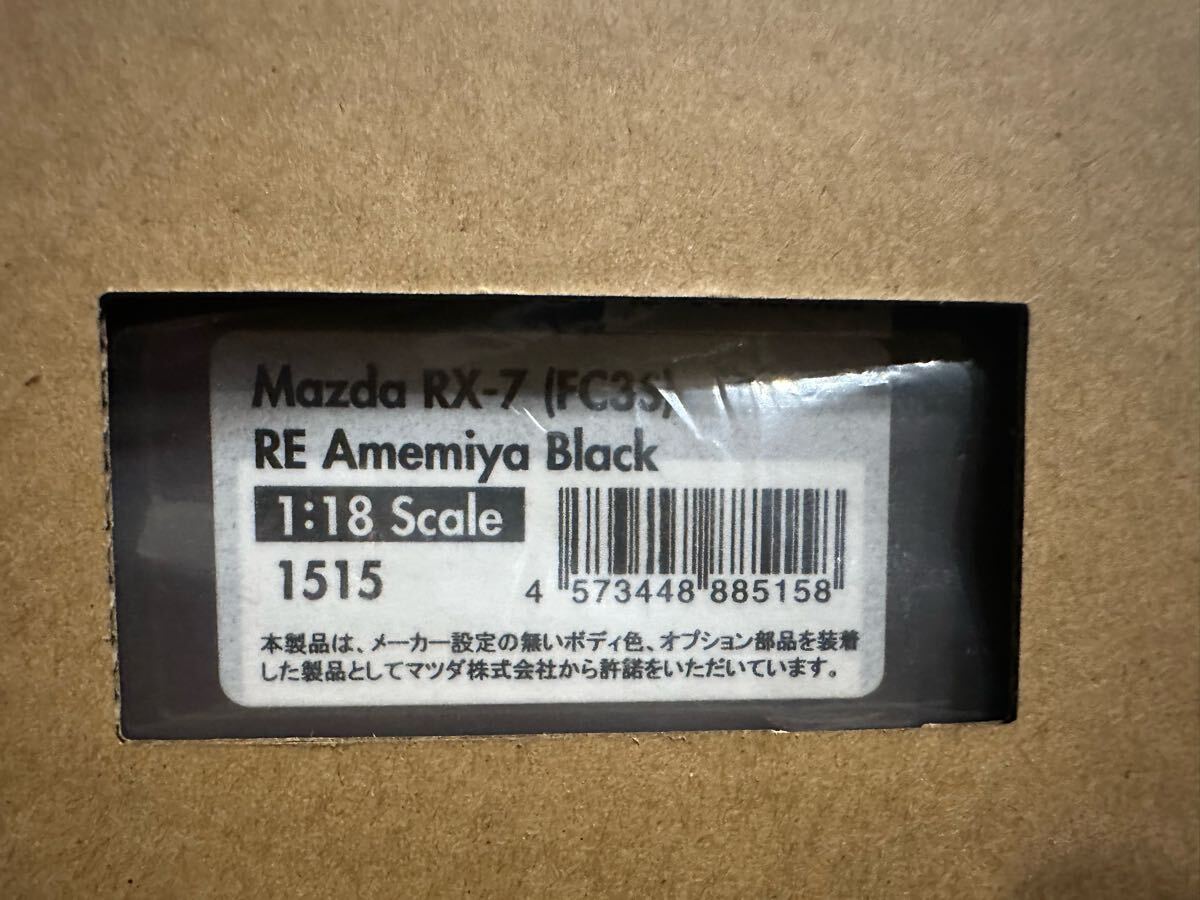 Mazda RX-7 (FC3S)
RE Amemiya Black
1:18 Scale
1515
4 573448 885158
本製品は、メーカー設定の無いボディ色、オプション部品を装着
した製品としてマツダ株式会社から許諾をいただいています。